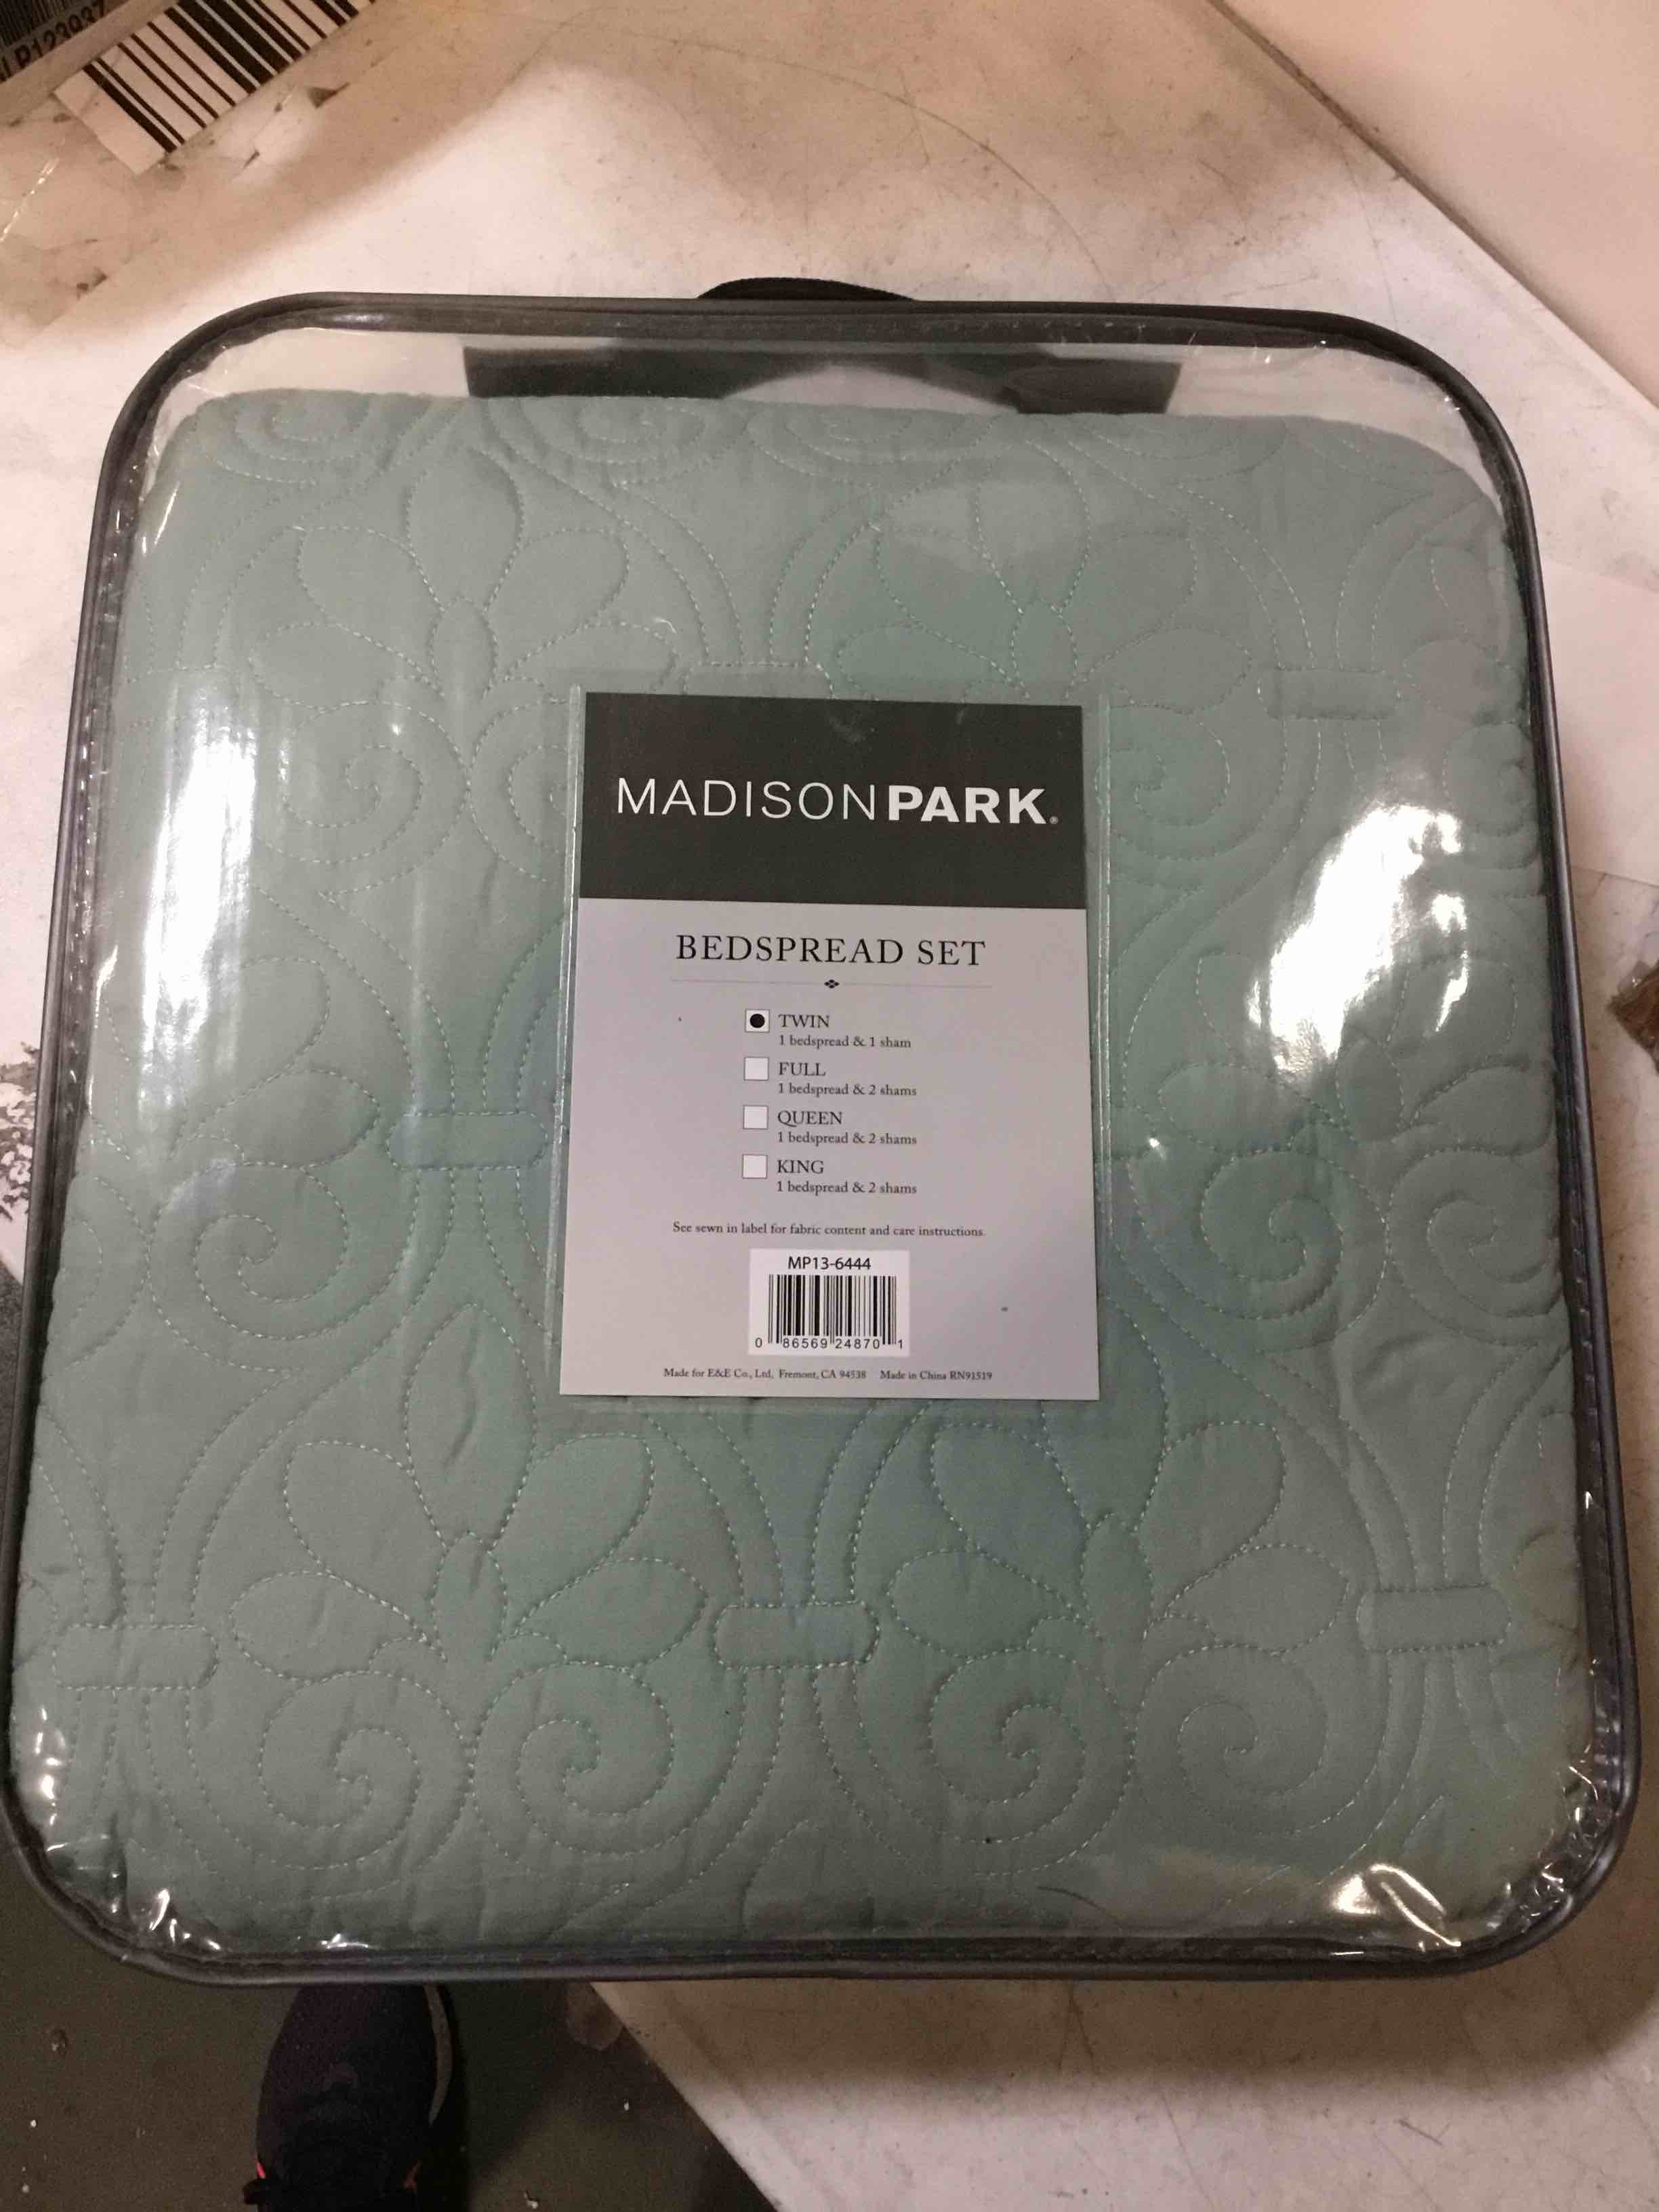 LP123937
MADISONPARK®
BEDSPREAD SET
TWIN
1 bedspread & 1 sham
FULL
1 bedspread & 2 shams
QUEEN
1 bedspread & 2 shams
KING
1 bedspread & 2 shams
See sewn in label for fabric content and care instructions.
MP13-6444
0 86569 24870 1
Made for E&E Co., Ltd, Fremont, CA 94538 Made in China RN91519